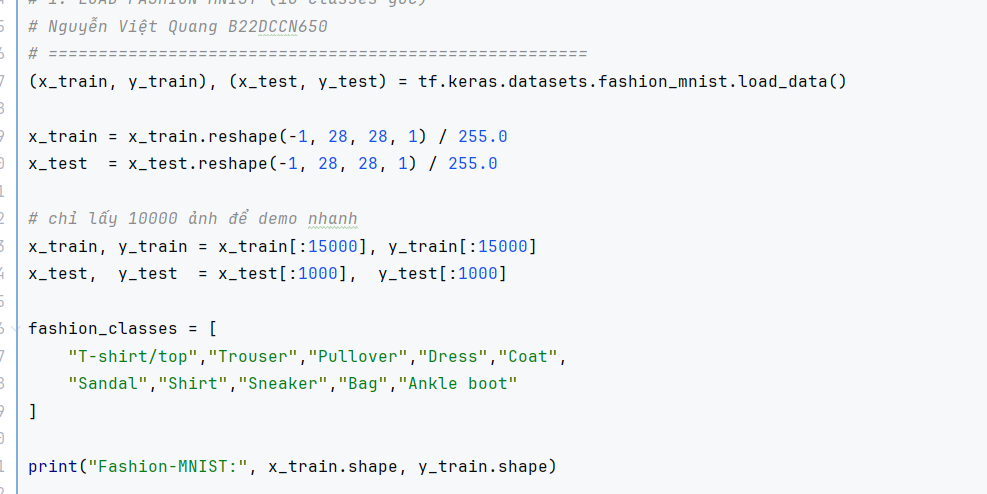 # 1. LOAD FASHION MNIST (10 classes gốc)
# Nguyễn Việt Quang B22DCCN650
# ======================================================
(x_train, y_train), (x_test, y_test) = tf.keras.datasets.fashion_mnist.load_data()
x_train = x_train.reshape(-1, 28, 28, 1) / 255.0
x_test  = x_test.reshape(-1, 28, 28, 1) / 255.0
# chỉ lấy 10000 ảnh để demo nhanh
x_train, y_train = x_train[:15000], y_train[:15000]
x_test,  y_test  = x_test[:1000],  y_test[:1000]
fashion_classes = [
    "T-shirt/top","Trouser","Pullover","Dress","Coat",
    "Sandal","Shirt","Sneaker","Bag","Ankle boot"
]
print("Fashion-MNIST:", x_train.shape, y_train.shape)